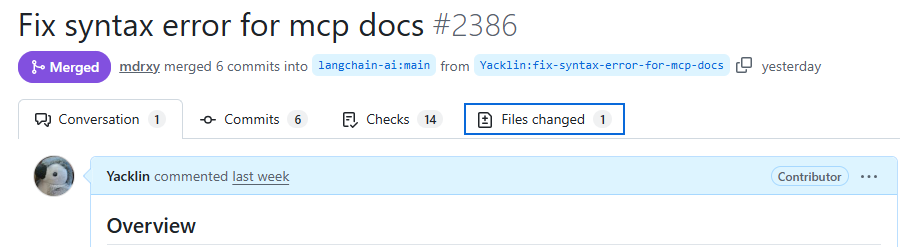 Fix syntax error for mcp docs #2386
Merged mdrxy merged 6 commits into langchain-ai:main from Yacklin:fix-syntax-error-for-mcp-docs yesterday
Conversation 1 Commits 6 Checks 14 Files changed 1
Yacklin commented last week Contributor
Overview